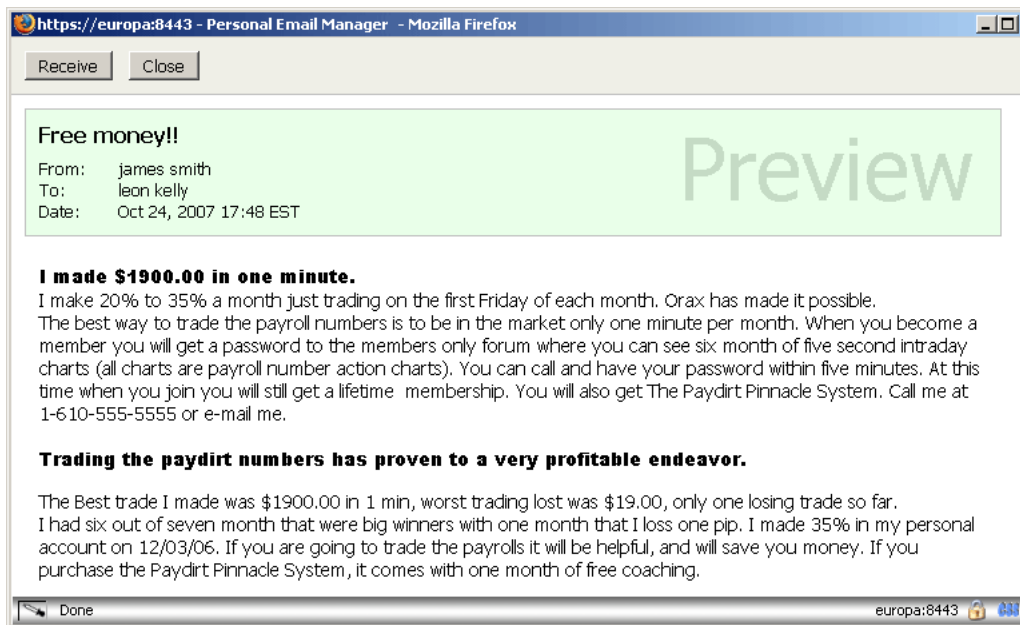 https://europa:8443 - Personal Email Manager - Mozilla Firefox
Receive Close
Free money!!
Preview
From: james smith
To: leon kelly
Date: Oct 24, 2007 17:48 EST
I made $1900.00 in one minute.
I make 20% to 35% a month just trading on the first Friday of each month. Orax has made it possible.
The best way to trade the payroll numbers is to be in the market only one minute per month. When you become a
member you will get a password to the members only forum where you can see six month of five second intraday
charts (all charts are payroll number action charts). You can call and have your password within five minutes. At this
time when you join you will still get a lifetime membership. You will also get The Paydirt Pinnacle System. Call me at
1-610-555-5555 or e-mail me.
Trading the paydirt numbers has proven to a very profitable endeavor.
The Best trade I made was $1900.00 in 1 min, worst trading lost was $19.00, only one losing trade so far.
I had six out of seven month that were big winners with one month that I loss one pip. I made 35% in my personal
account on 12/03/06. If you are going to trade the payrolls it will be helpful, and will save you money. If you
purchase the Paydirt Pinnacle System, it comes with one month of free coaching.
Done europa:8443